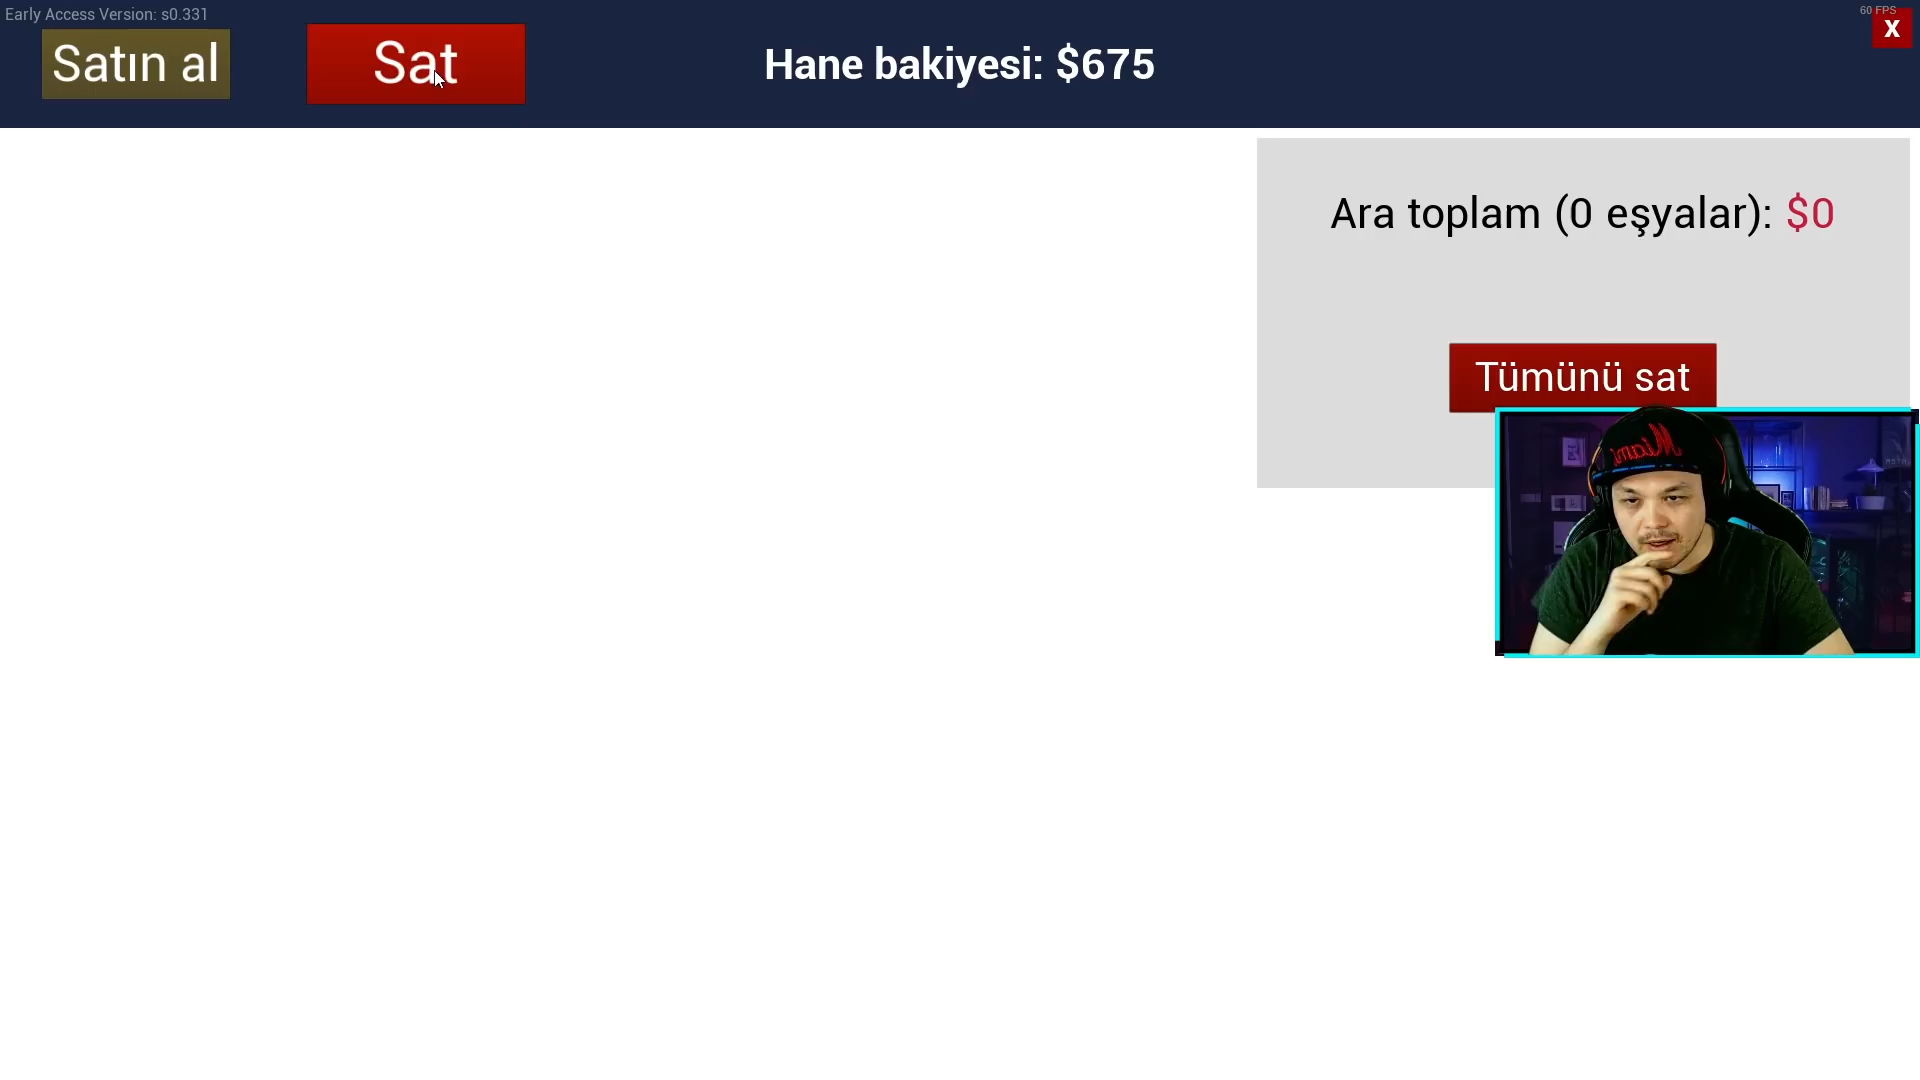 Early Access Version: s0.331
60 FPS
X
Satın al
Sat
Hane bakiyesi: $675
Ara toplam (0 eşyalar): $0
Tümünü sat
Miami